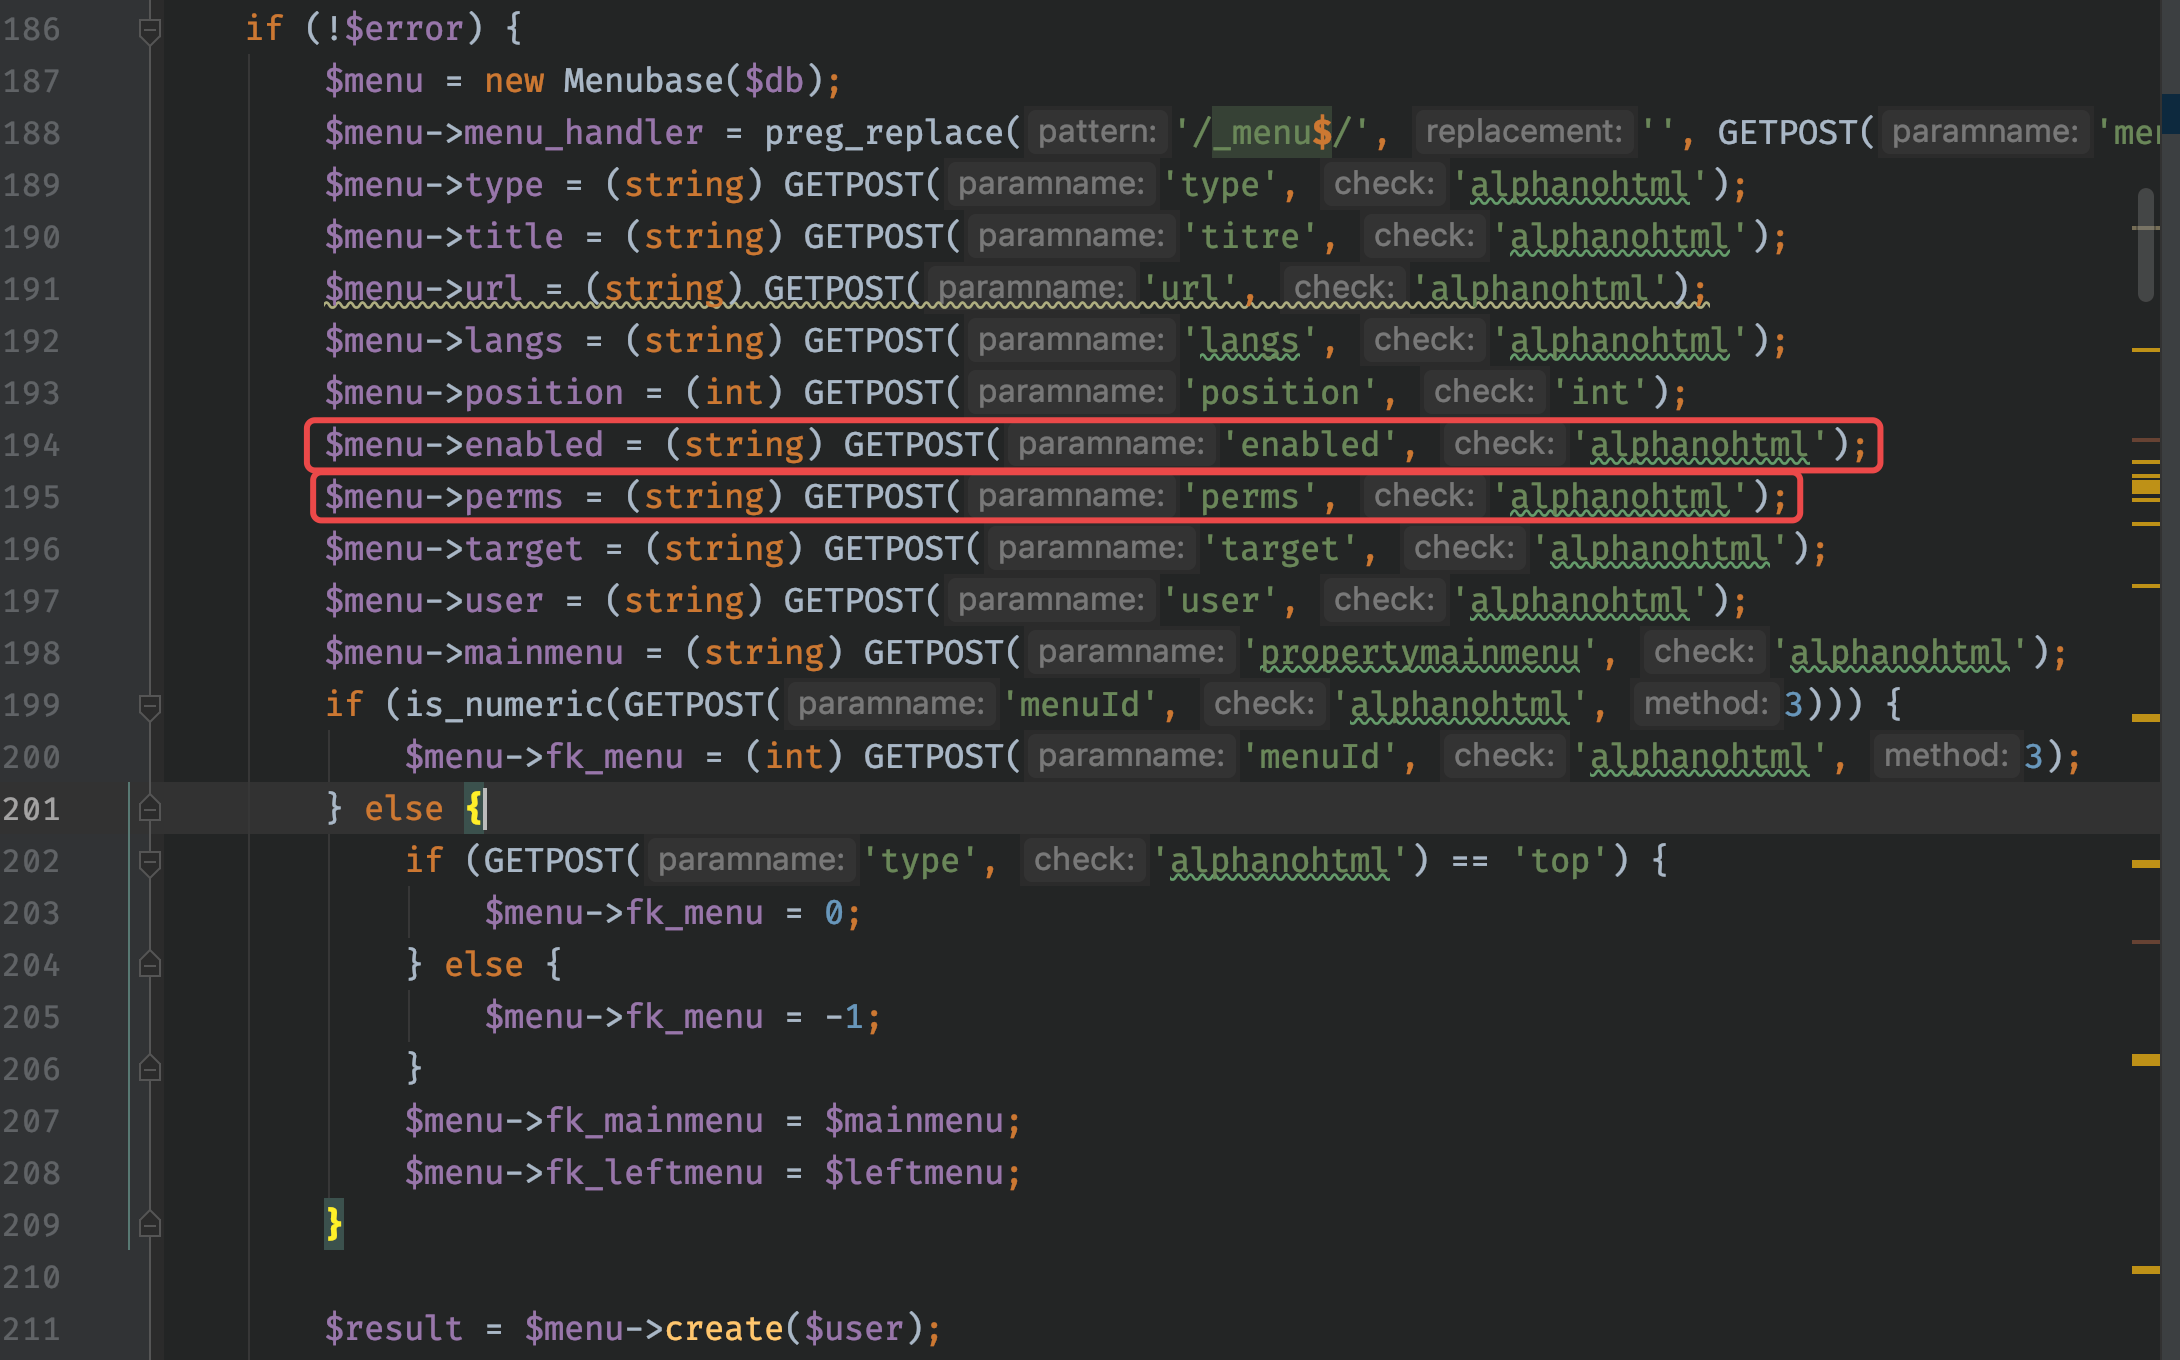 186 if (!$error) {
187 $menu = new Menubase($db);
188 $menu->menu_handler = preg_replace( pattern: '/_menu$/', replacement: '', GETPOST( paramname: 'me
189 $menu->type = (string) GETPOST( paramname: 'type', check: 'alphanohtml');
190 $menu->title = (string) GETPOST( paramname: 'titre', check: 'alphanohtml');
191 $menu->url = (string) GETPOST( paramname: 'url', check: 'alphanohtml');
192 $menu->langs = (string) GETPOST( paramname: 'langs', check: 'alphanohtml');
193 $menu->position = (int) GETPOST( paramname: 'position', check: 'int');
194 $menu->enabled = (string) GETPOST( paramname: 'enabled', check: 'alphanohtml');
195 $menu->perms = (string) GETPOST( paramname: 'perms', check: 'alphanohtml');
196 $menu->target = (string) GETPOST( paramname: 'target', check: 'alphanohtml');
197 $menu->user = (string) GETPOST( paramname: 'user', check: 'alphanohtml');
198 $menu->mainmenu = (string) GETPOST( paramname: 'propertymainmenu', check: 'alphanohtml');
199 if (is_numeric(GETPOST( paramname: 'menuId', check: 'alphanohtml', method: 3))) {
200 $menu->fk_menu = (int) GETPOST( paramname: 'menuId', check: 'alphanohtml', method: 3);
201 } else {
202 if (GETPOST( paramname: 'type', check: 'alphanohtml') == 'top') {
203 $menu->fk_menu = 0;
204 } else {
205 $menu->fk_menu = -1;
206 }
207 $menu->fk_mainmenu = $mainmenu;
208 $menu->fk_leftmenu = $leftmenu;
209 }
210
211 $result = $menu->create($user);